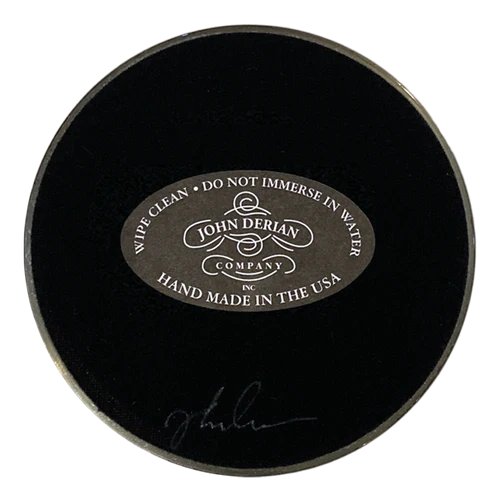 WIPE CLEAN • DO NOT IMMERSE IN WATER
JOHN DERIAN
COMPANY
INC
HAND MADE IN THE USA